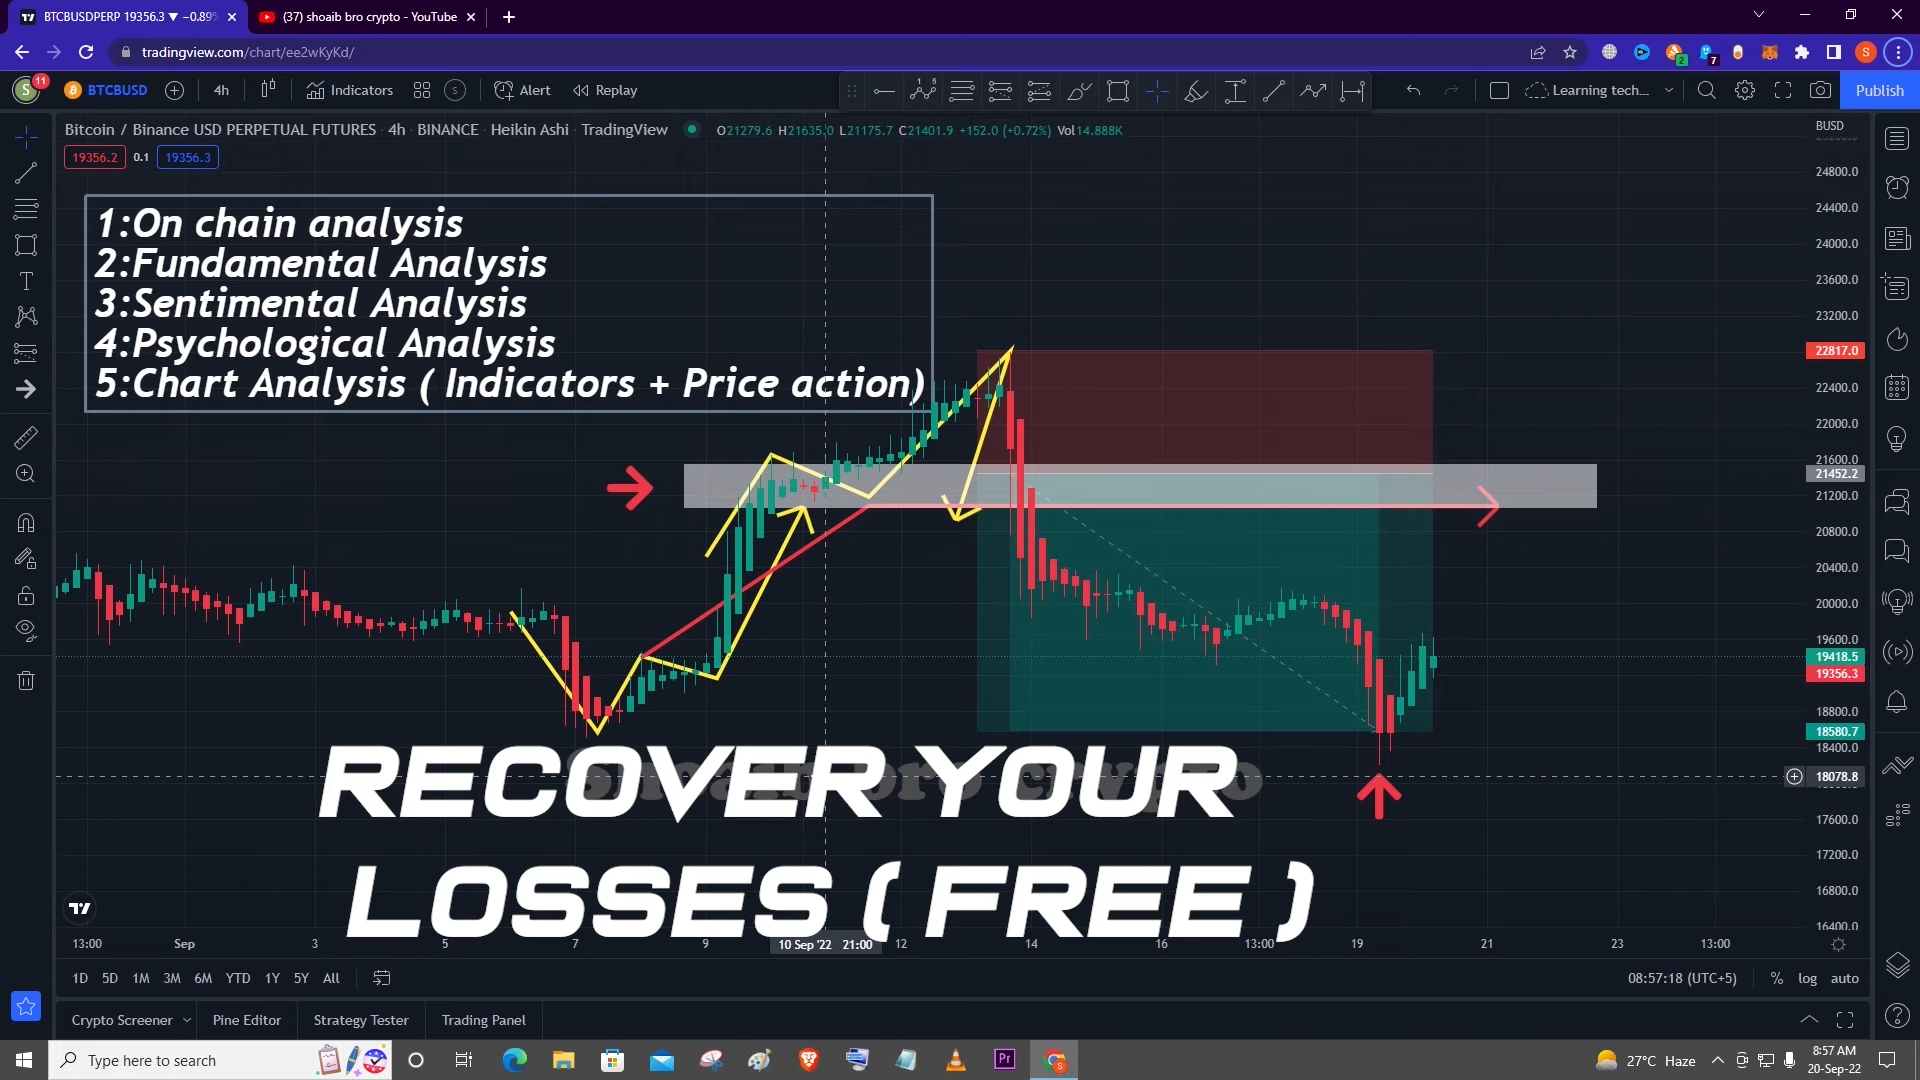 BTCBUSDPERP 19356.3 ▼ −0.89%
(37) shoaib bro crypto - YouTube
tradingview.com/chart/ee2wKyKd/
S 11 BTCBUSD 4h Indicators S Alert Replay Learning tech... Publish
Bitcoin / Binance USD PERPETUAL FUTURES · 4h · BINANCE · Heikin Ashi · TradingView O21279.6 H21635.0 L21175.7 C21401.9 +152.0 (+0.72%) Vol14.888K
BUSD
19356.2 0.1 19356.3
1:On chain analysis
2:Fundamental Analysis
3:Sentimental Analysis
4:Psychological Analysis
5:Chart Analysis ( Indicators + Price action)
24800.0
24400.0
24000.0
23600.0
23200.0
22817.0
22400.0
22000.0
21600.0
21452.2
21200.0
20800.0
20400.0
20000.0
19600.0
19418.5
19356.3
18800.0
18580.7
18400.0
18078.8
17600.0
17200.0
16800.0
16400.0
RECOVER YOUR
LOSSES ( FREE )
13:00 Sep 3 5 7 9 10 Sep '22 21:00 12 14 16 13:00 19 21 23 13:00
1D 5D 1M 3M 6M YTD 1Y 5Y All 08:57:18 (UTC+5) % log auto
Crypto Screener Pine Editor Strategy Tester Trading Panel
Type here to search 27°C Haze 8:57 AM
20-Sep-22